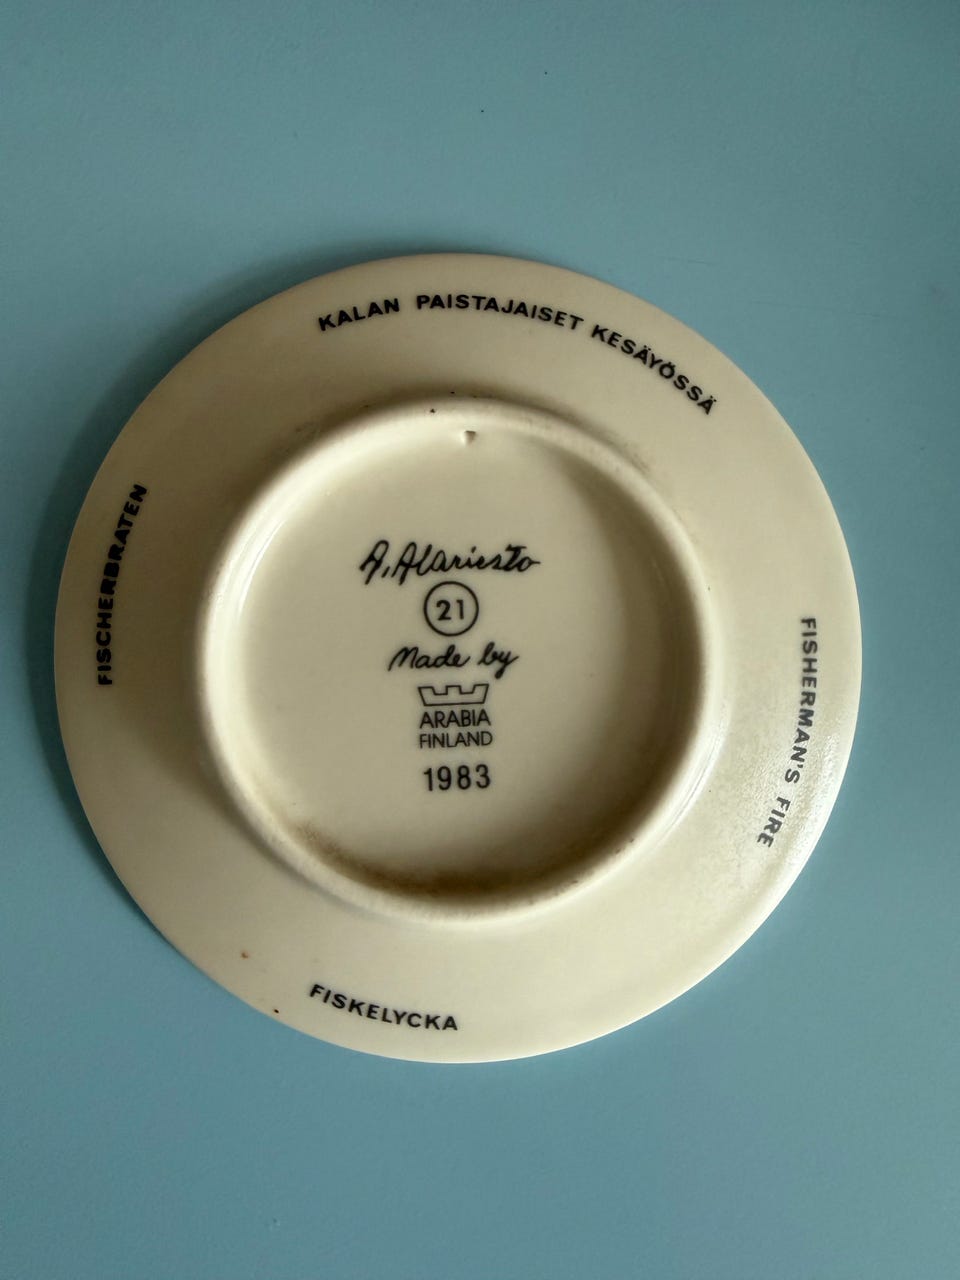 KALAN PAISTAJAISET KESÄYÖSSÄ
FISCHERBRATEN
A. Alariesto
21
Made by
ARABIA
FINLAND
1983
FISHERMAN'S FIRE
FISKELYCKA